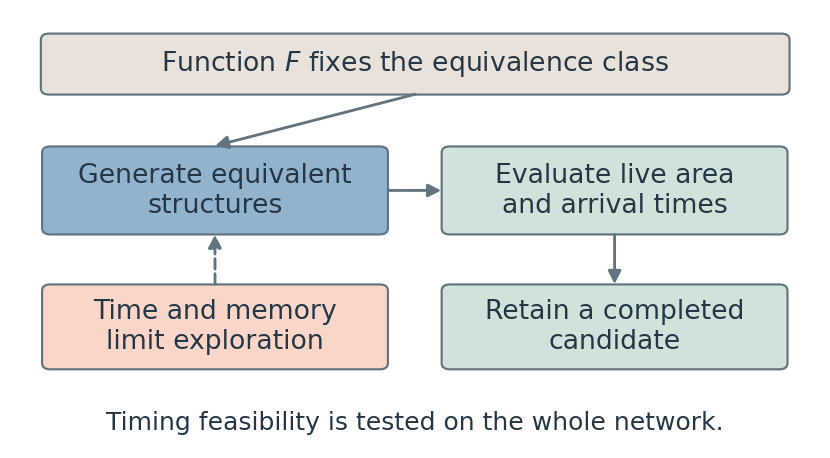 Function F fixes the equivalence class
Generate equivalent
structures
Evaluate live area
and arrival times
Time and memory
limit exploration
Retain a completed
candidate
Timing feasibility is tested on the whole network.